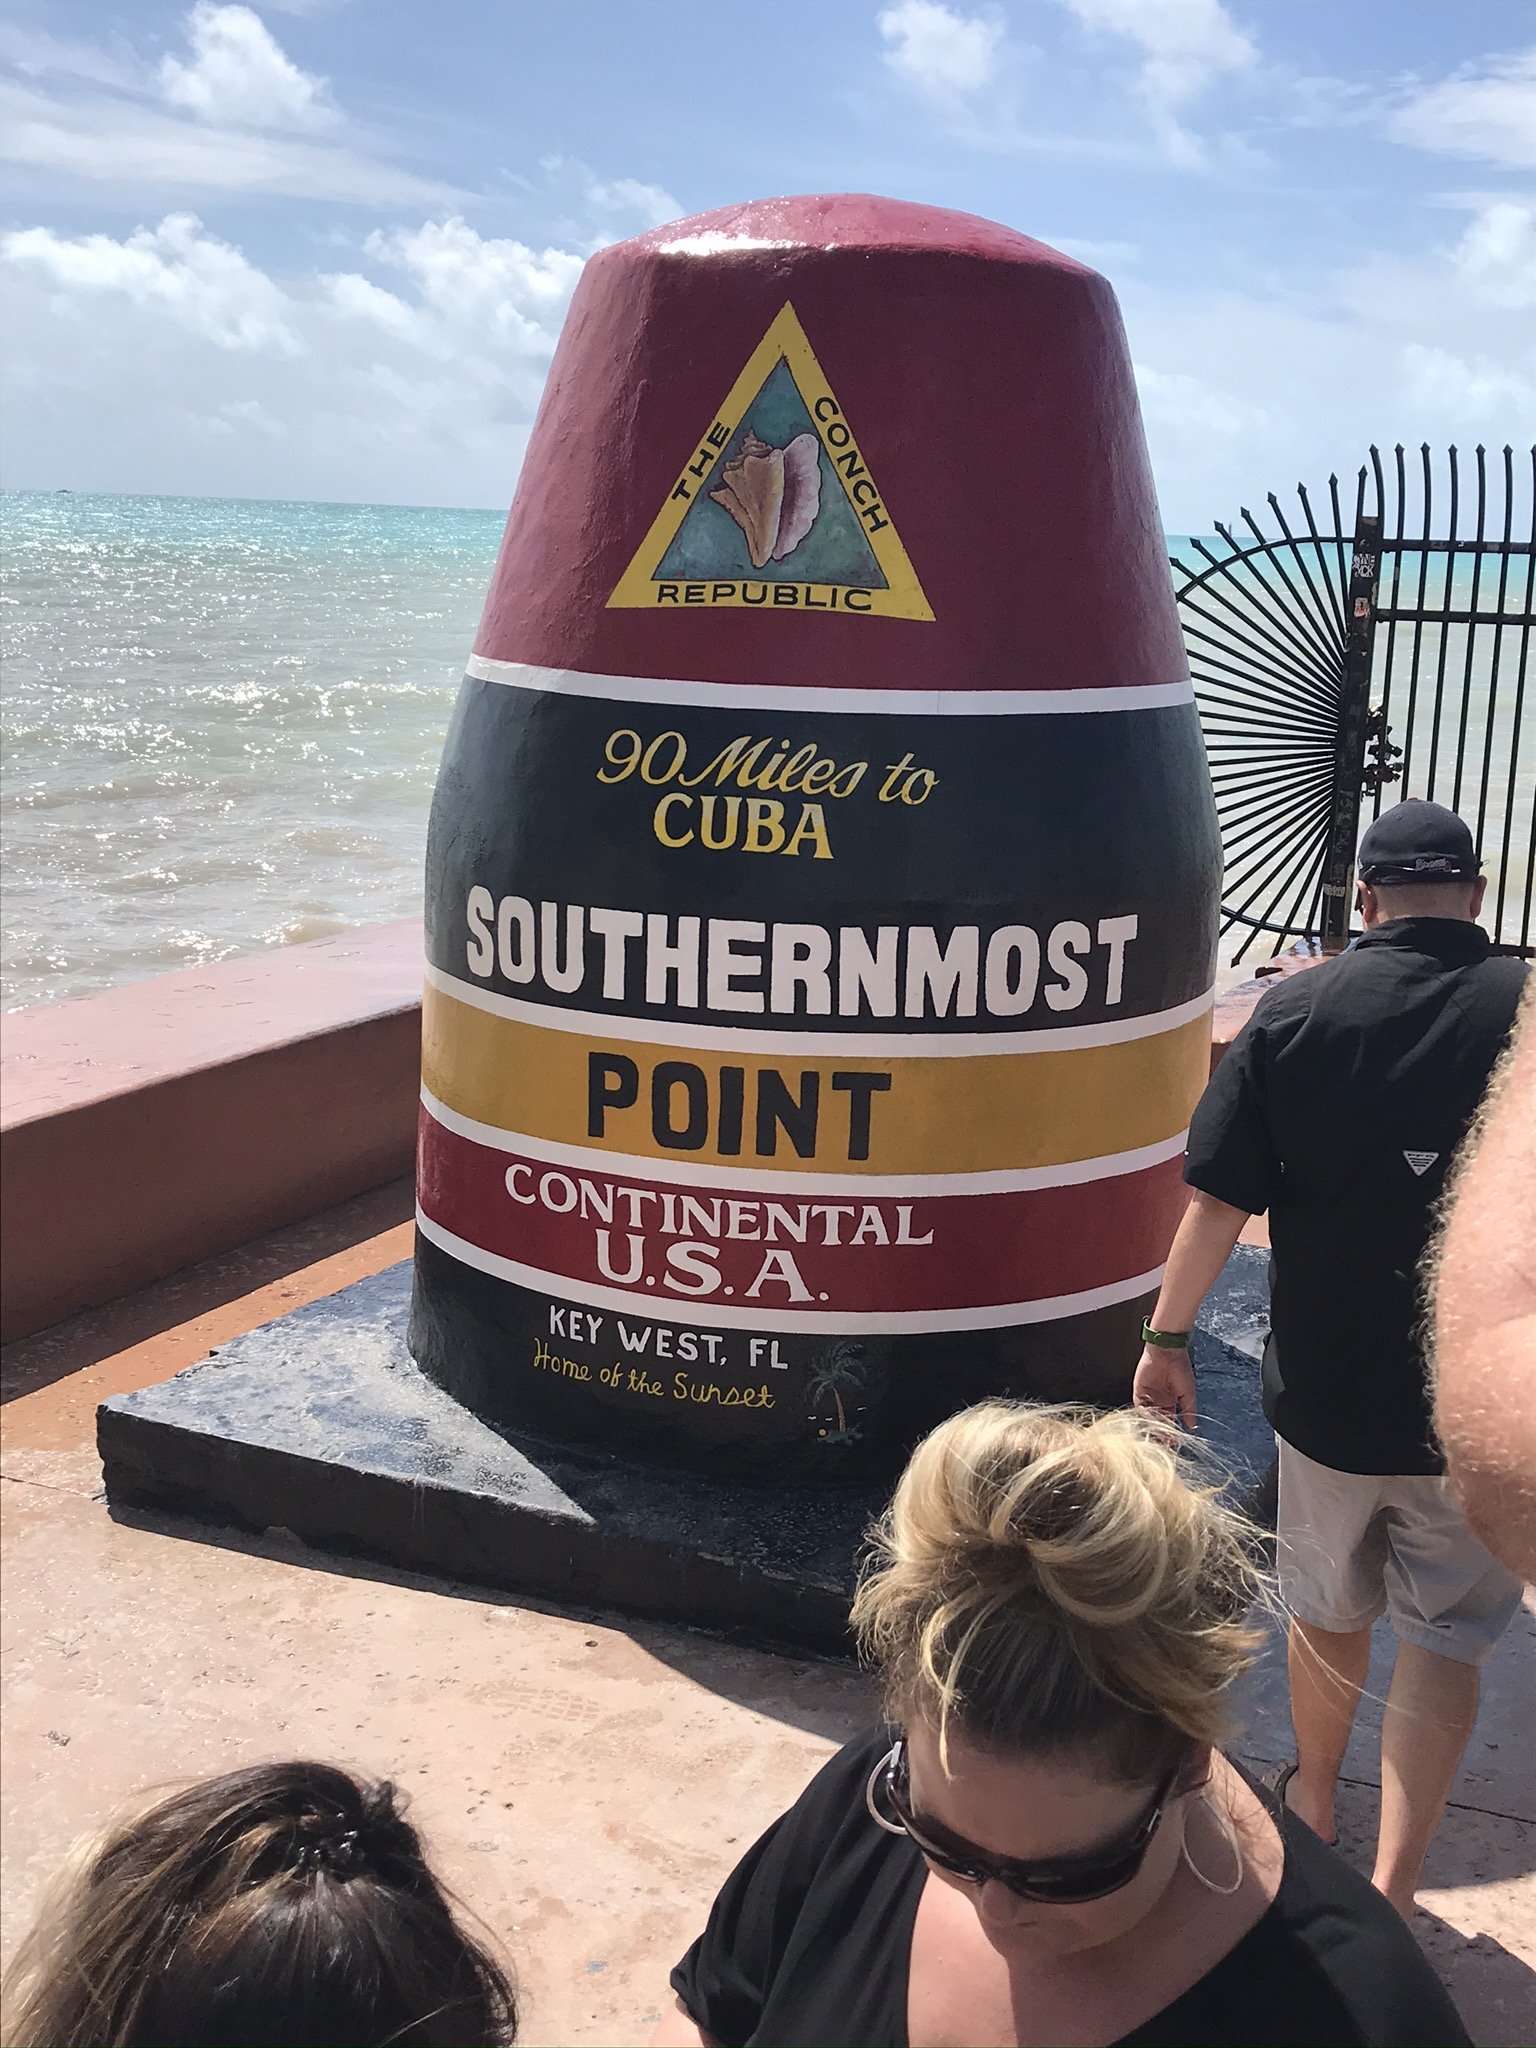 THE CONCH
REPUBLIC
90 Miles to
CUBA
SOUTHERNMOST
POINT
CONTINENTAL
U.S.A.
KEY WEST, FL
Home of the Sunset